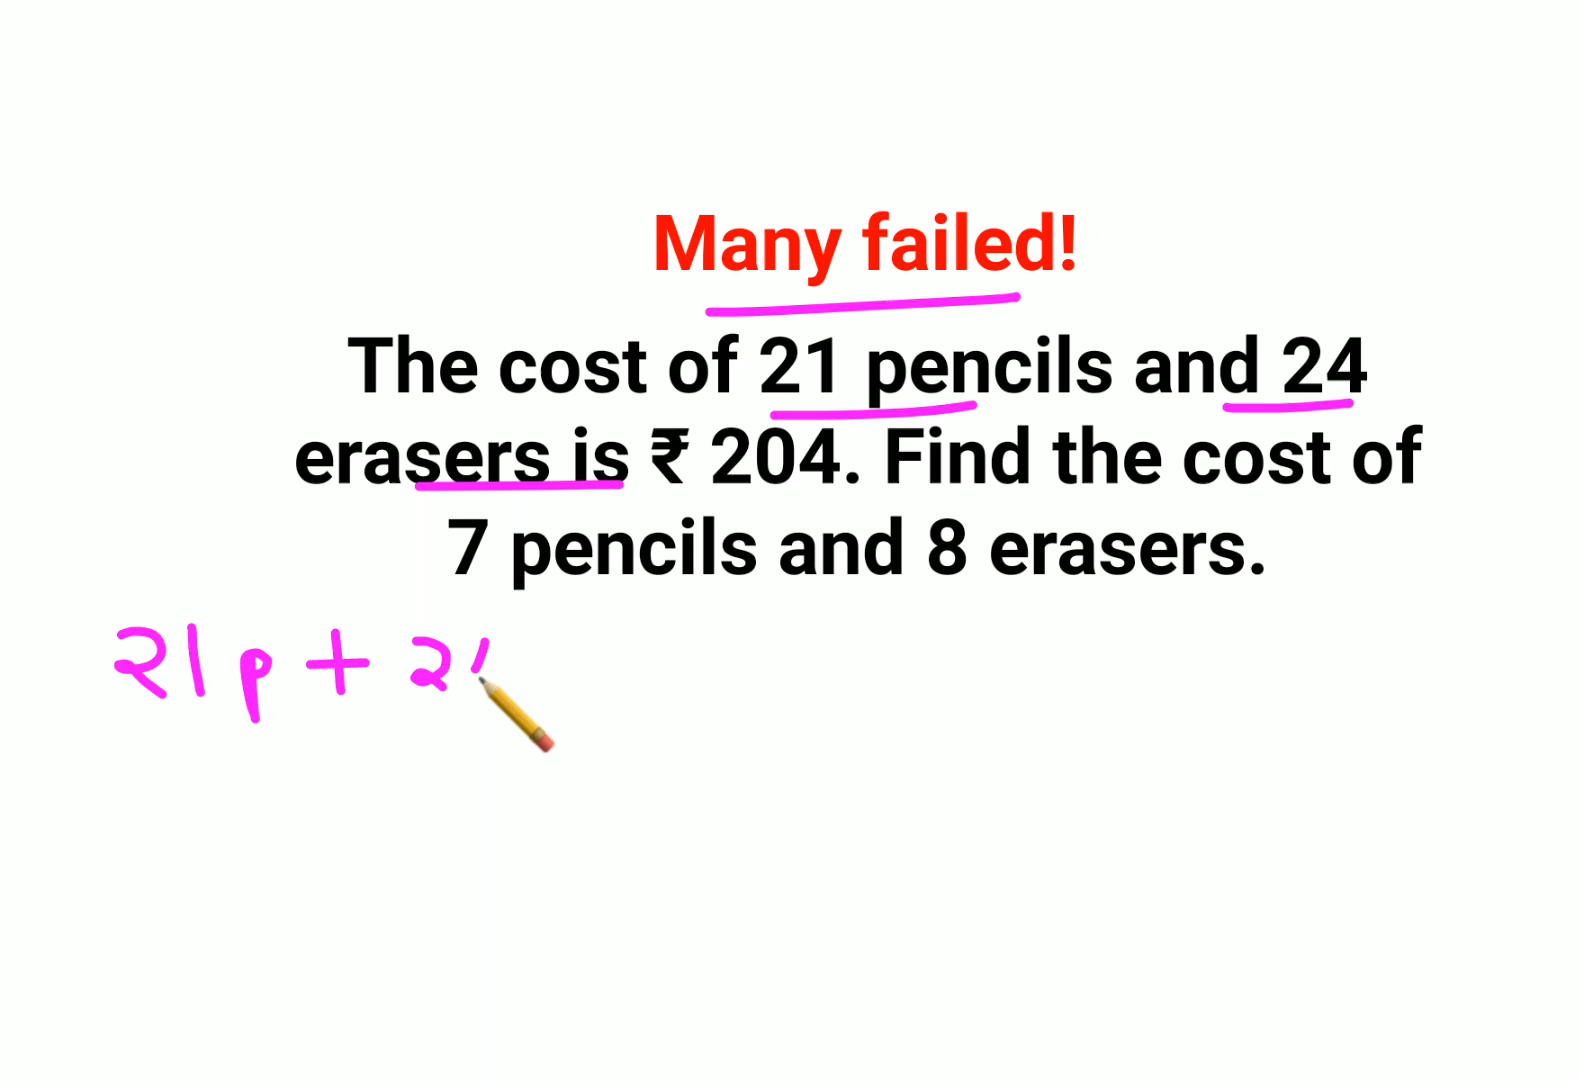 Many failed!
The cost of 21 pencils and 24
erasers is ₹ 204. Find the cost of
7 pencils and 8 erasers.
21p + 2